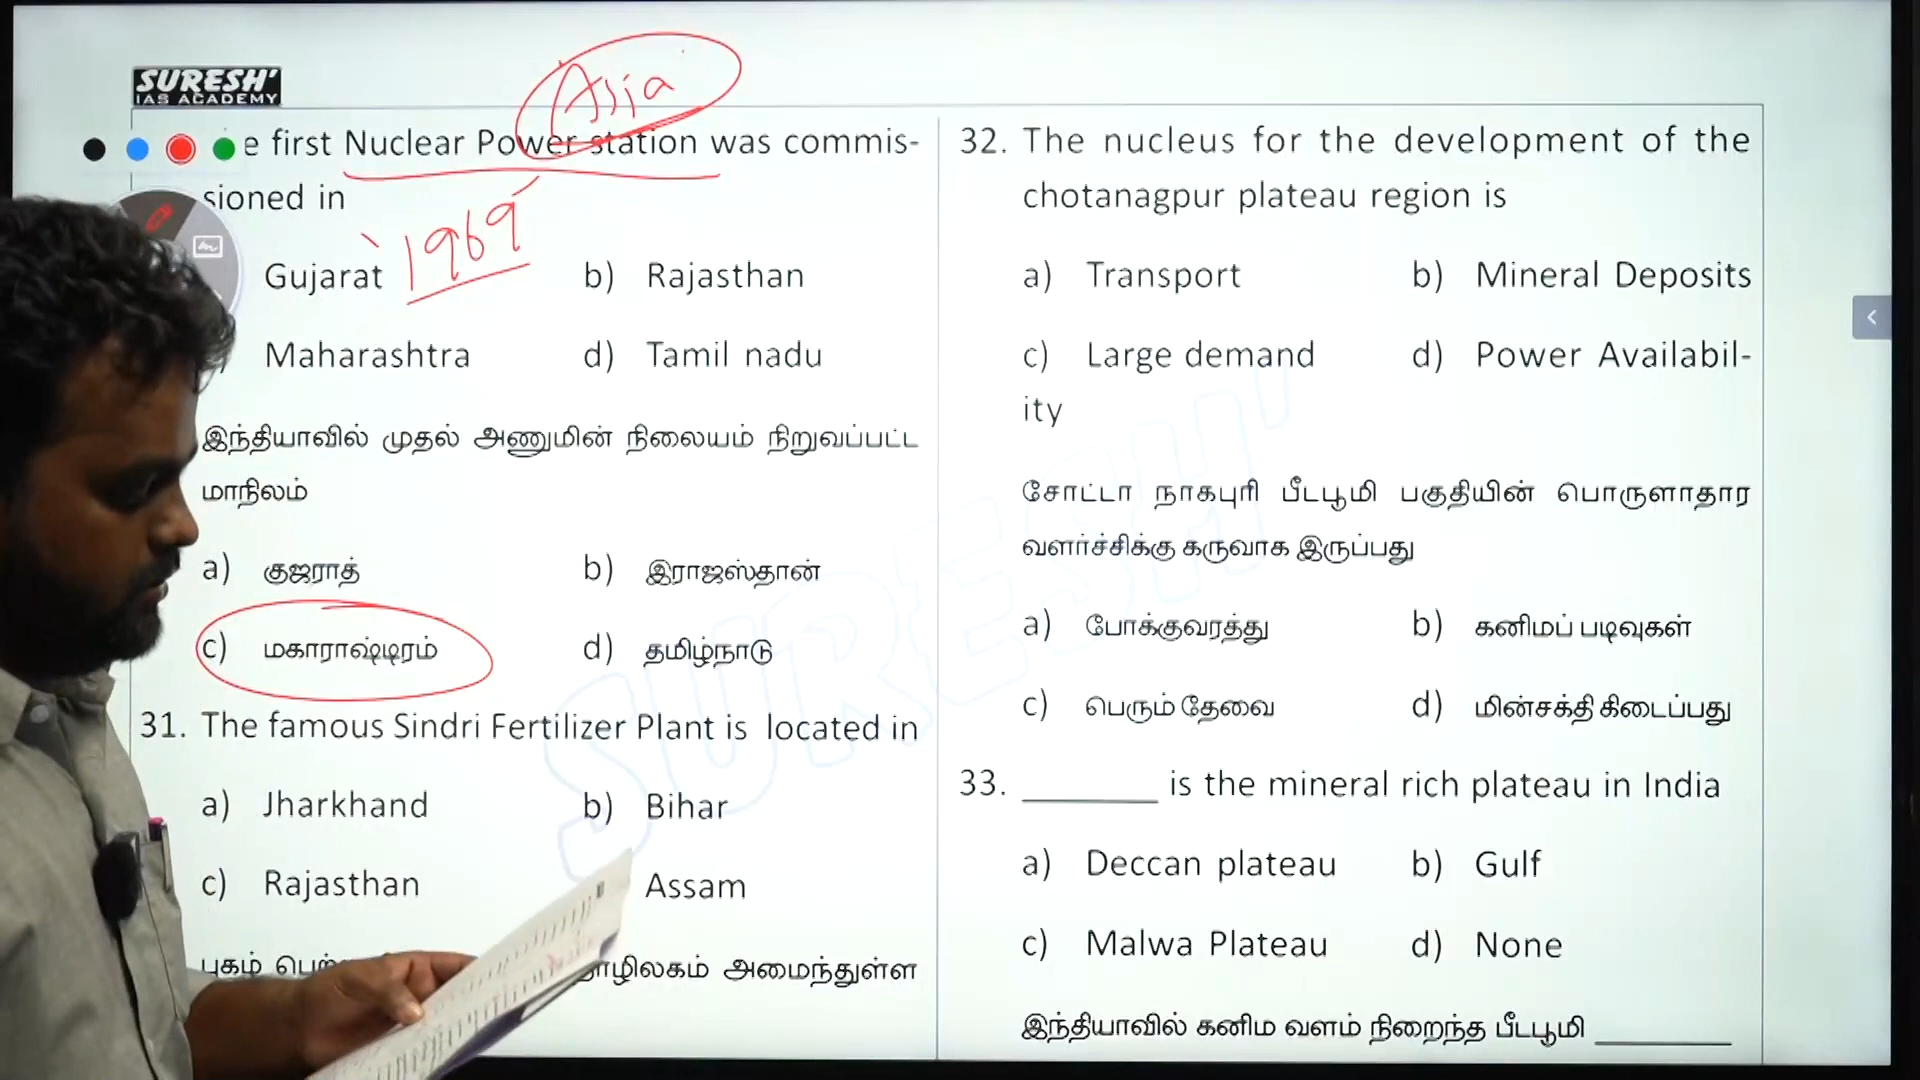 SURESH'
IAS ACADEMY
Asia
e first Nuclear Power station was commis-
sioned in
1969
Gujarat
b) Rajasthan
Maharashtra
d) Tamil nadu
இந்தியாவில் முதல் அணுமின் நிலையம் நிறுவப்பட்ட
மாநிலம்
a) குஜராத்
b) இராஜஸ்தான்
c) மகாராஷ்டிரம்
d) தமிழ்நாடு
31. The famous Sindri Fertilizer Plant is located in
a) Jharkhand
b) Bihar
c) Rajasthan
Assam
புகழ்
அமைந்துள்ள
32. The nucleus for the development of the
chotanagpur plateau region is
a) Transport
b) Mineral Deposits
c) Large demand
d) Power Availabil-
ity
சோட்டா நாகபுரி பீடபூமி பகுதியின் பொருளாதார
வளர்ச்சிக்கு கருவாக இருப்பது
a) போக்குவரத்து
b) கனிமப் படிவுகள்
c) பெரும் தேவை
d) மின்சக்தி கிடைப்பது
33. ________ is the mineral rich plateau in India
a) Deccan plateau
b) Gulf
c) Malwa Plateau
d) None
இந்தியாவில் கனிம வளம் நிறைந்த பீடபூமி ________
SURESH'